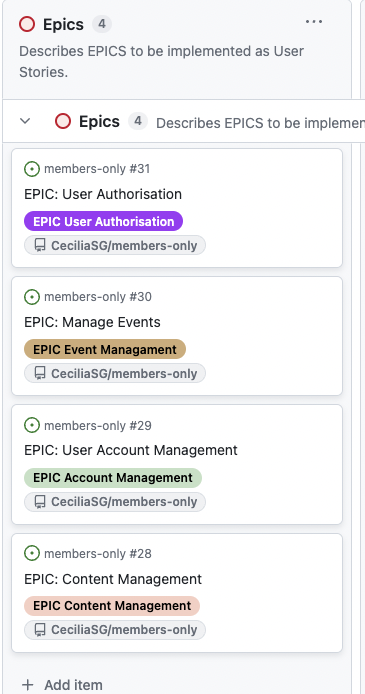 Epics 4
Describes EPICS to be implemented as User
Stories.
Epics 4 Describes EPICS to be implemen
members-only #31
EPIC: User Authorisation
EPIC User Authorisation
CeciliaSG/members-only
members-only #30
EPIC: Manage Events
EPIC Event Managament
CeciliaSG/members-only
members-only #29
EPIC: User Account Management
EPIC Account Management
CeciliaSG/members-only
members-only #28
EPIC: Content Management
EPIC Content Management
CeciliaSG/members-only
+ Add item